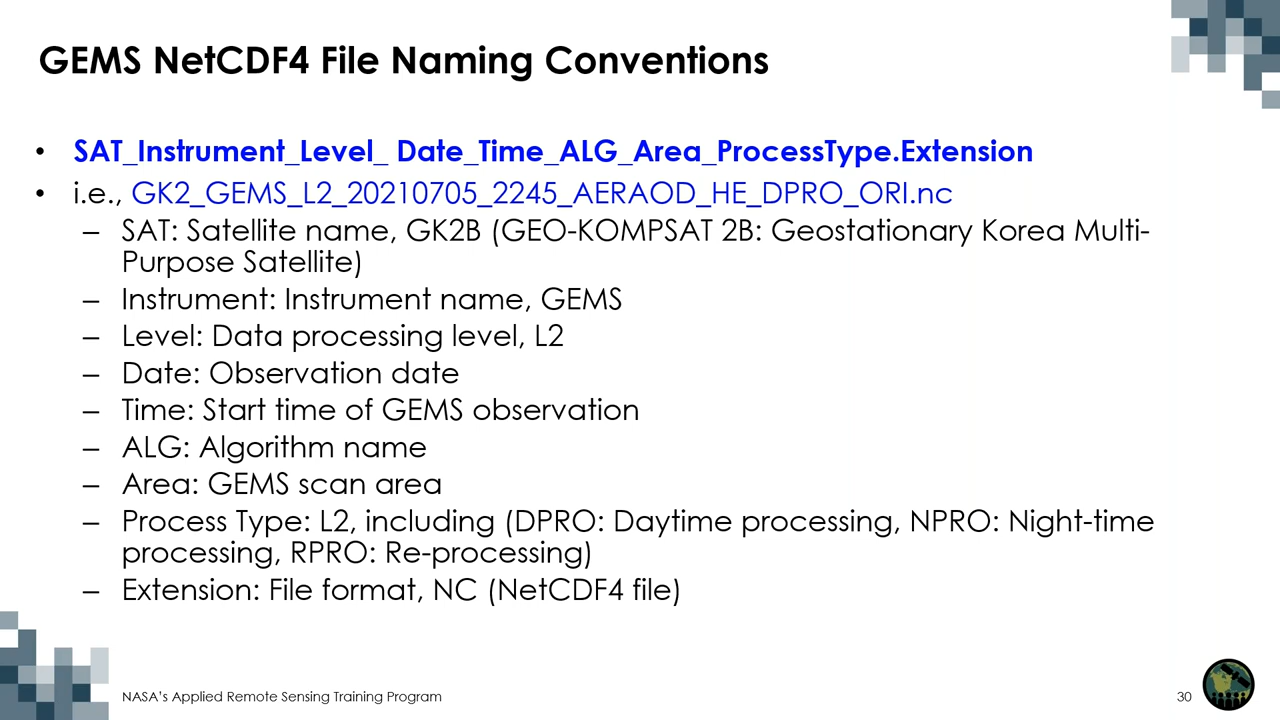 GEMS NetCDF4 File Naming Conventions
• SAT_Instrument_Level_ Date_Time_ALG_Area_ProcessType.Extension
• i.e., GK2_GEMS_L2_20210705_2245_AERAOD_HE_DPRO_ORI.nc
– SAT: Satellite name, GK2B (GEO-KOMPSAT 2B: Geostationary Korea Multi-
Purpose Satellite)
– Instrument: Instrument name, GEMS
– Level: Data processing level, L2
– Date: Observation date
– Time: Start time of GEMS observation
– ALG: Algorithm name
– Area: GEMS scan area
– Process Type: L2, including (DPRO: Daytime processing, NPRO: Night-time
processing, RPRO: Re-processing)
– Extension: File format, NC (NetCDF4 file)
NASA's Applied Remote Sensing Training Program
30